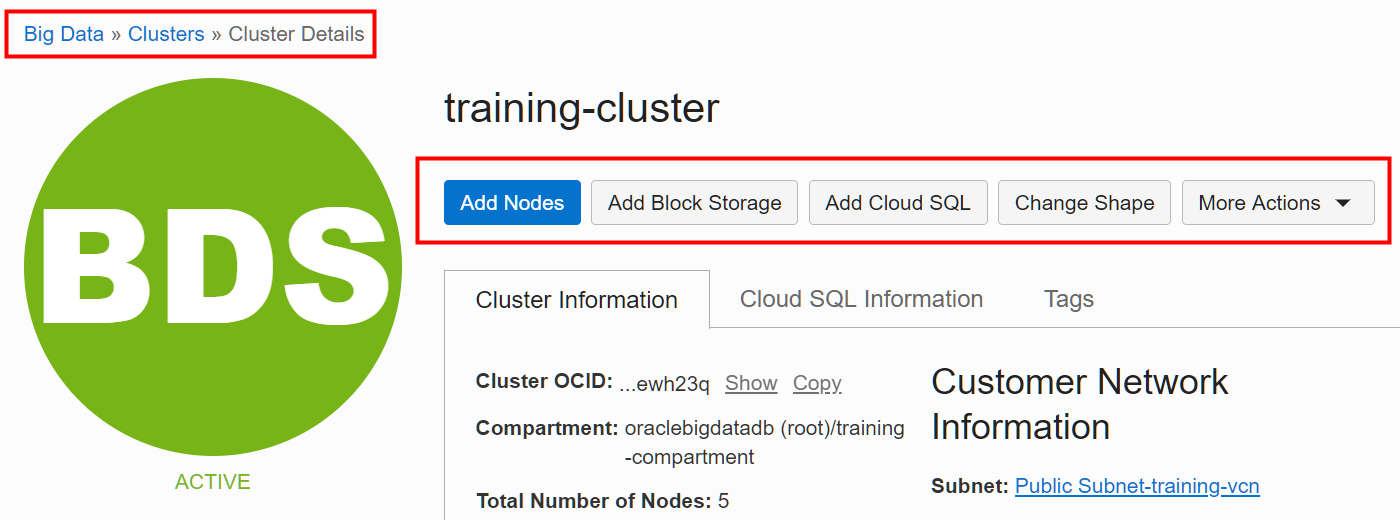 Big Data » Clusters » Cluster Details
BDS
ACTIVE
training-cluster
Add Nodes
Add Block Storage
Add Cloud SQL
Change Shape
More Actions
Cluster Information
Cloud SQL Information
Tags
Cluster OCID: ...ewh23q Show Copy
Compartment: oraclebigdatadb (root)/training
-compartment
Total Number of Nodes: 5
Customer Network
Information
Subnet: Public Subnet-training-vcn